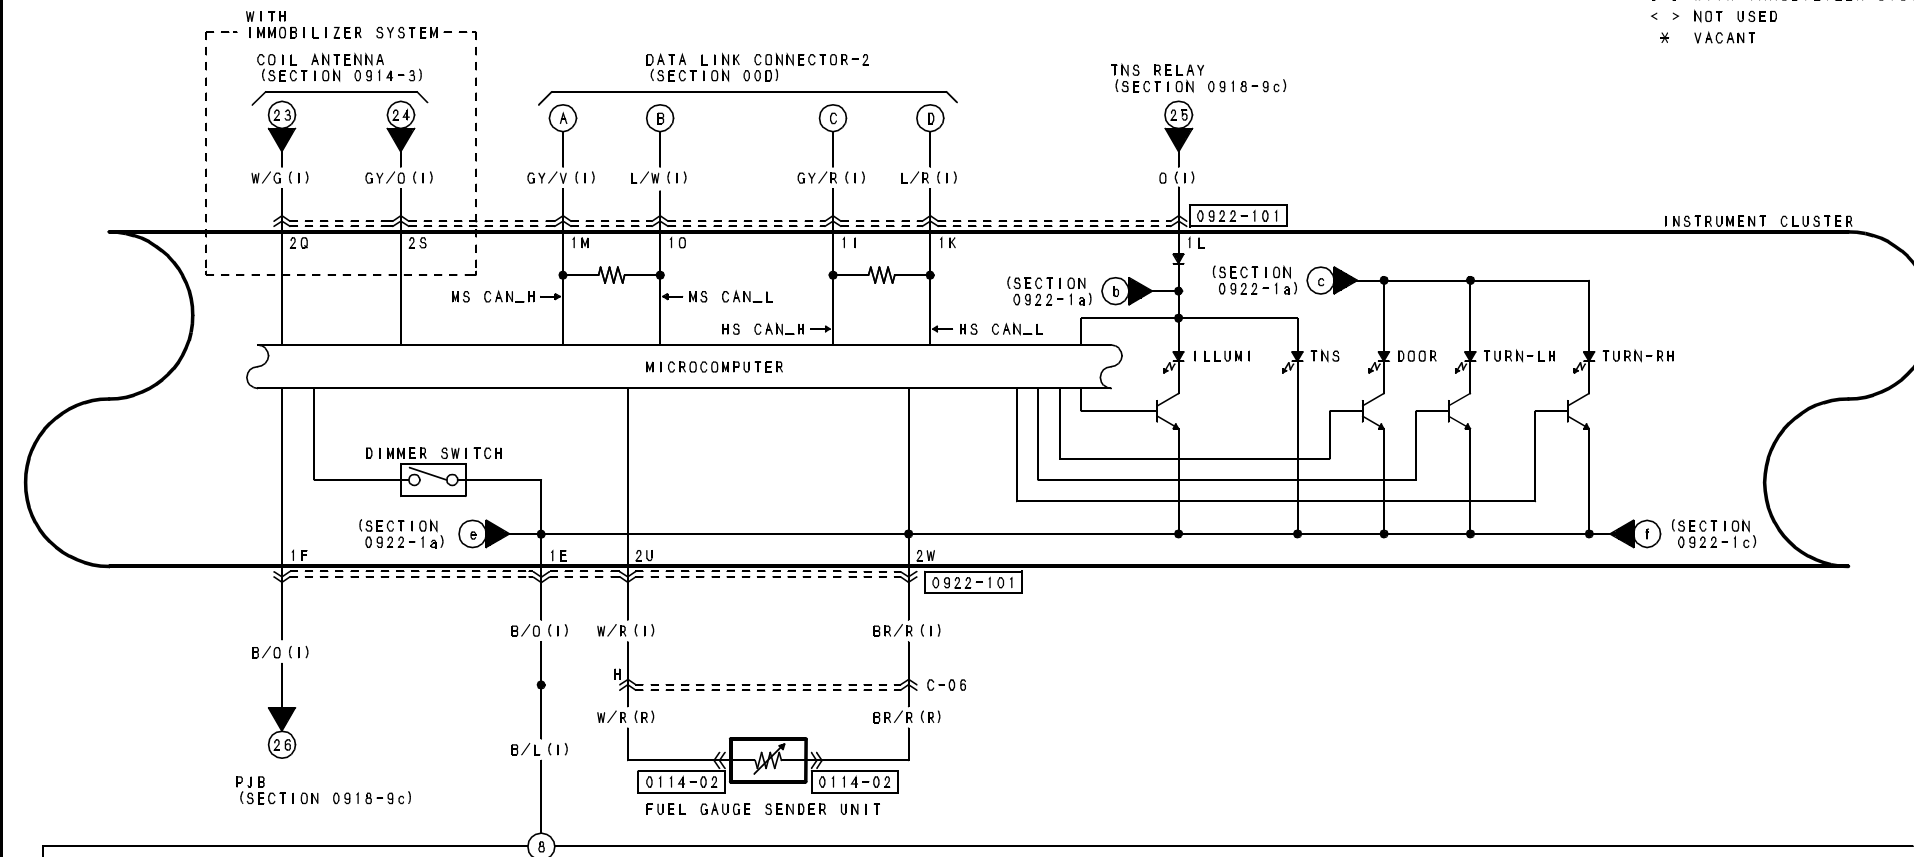 WITH
IMMOBILIZER SYSTEM
COIL ANTENNA
(SECTION 0914-3)
DATA LINK CONNECTOR-2
(SECTION 00D)
TNS RELAY
(SECTION 0918-9c)
< > NOT USED
* VACANT
23 24 A B C D 25
W/G(I) GY/O(I) GY/V(I) L/W(I) GY/R(I) L/R(I) O(I)
0922-101
INSTRUMENT CLUSTER
2Q 2S 1M 1O 1I 1K 1L
(SECTION
0922-1a) b
(SECTION
0922-1a) c
MS CAN_H MS CAN_L
HS CAN_H HS CAN_L
MICROCOMPUTER
ILLUMI TNS DOOR TURN-LH TURN-RH
DIMMER SWITCH
(SECTION
0922-1a) e
f (SECTION
0922-1c)
1F 1E 2U 2W
0922-101
B/O(I) W/R(I) BR/R(I)
B/O(I)
H C-06
W/R(R) BR/R(R)
26
B/L(I)
0114-02 0114-02
PJB
(SECTION 0918-9c)
FUEL GAUGE SENDER UNIT
8